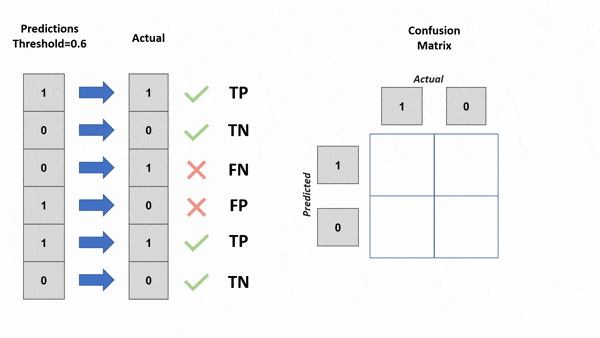 Predictions
Threshold=0.6
Actual
1 1 TP
0 0 TN
0 1 FN
1 0 FP
1 1 TP
0 0 TN
Confusion
Matrix
Actual
1 0
Predicted
1
0